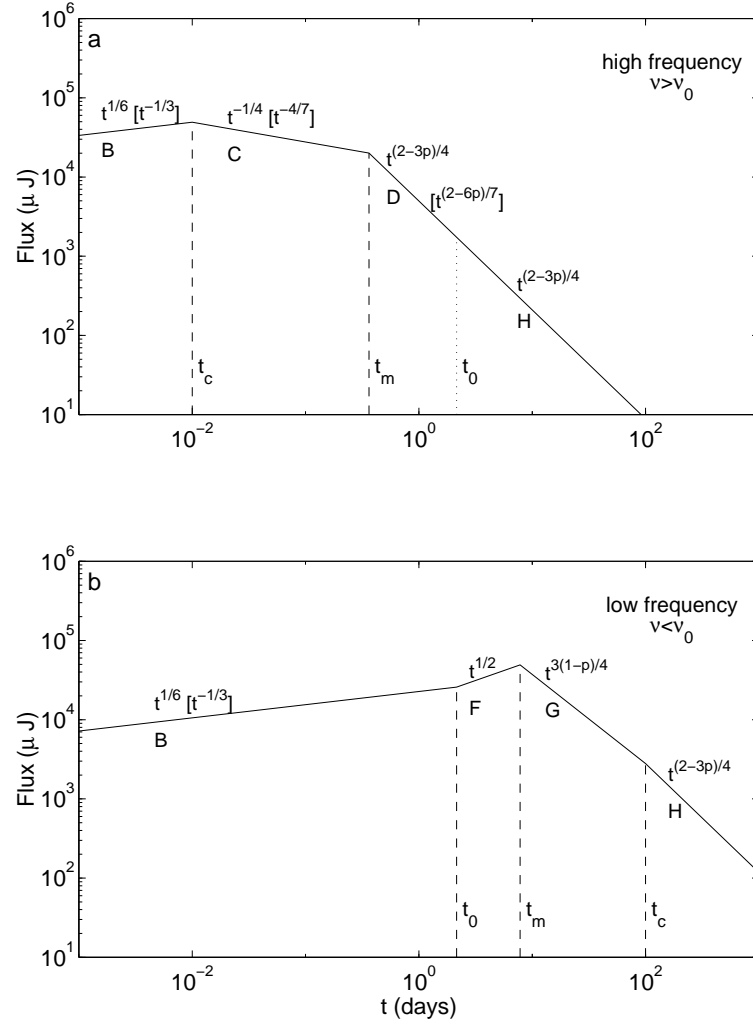 a
high frequency
ν>ν₀
t^{1/6} [t^{-1/3}]
t^{-1/4} [t^{-4/7}]
t^{(2-3p)/4}
[t^{(2-6p)/7}]
t^{(2-3p)/4}
B
C
D
H
t_c
t_m
t_0
10^6
10^5
10^4
10^3
10^2
10^1
Flux (μ J)
10^{-2}
10^0
10^2
b
low frequency
ν<ν₀
t^{1/6} [t^{-1/3}]
t^{1/2}
t^{3(1-p)/4}
t^{(2-3p)/4}
B
F
G
H
t_0
t_m
t_c
10^6
10^5
10^4
10^3
10^2
10^1
Flux (μ J)
10^{-2}
10^0
10^2
t (days)